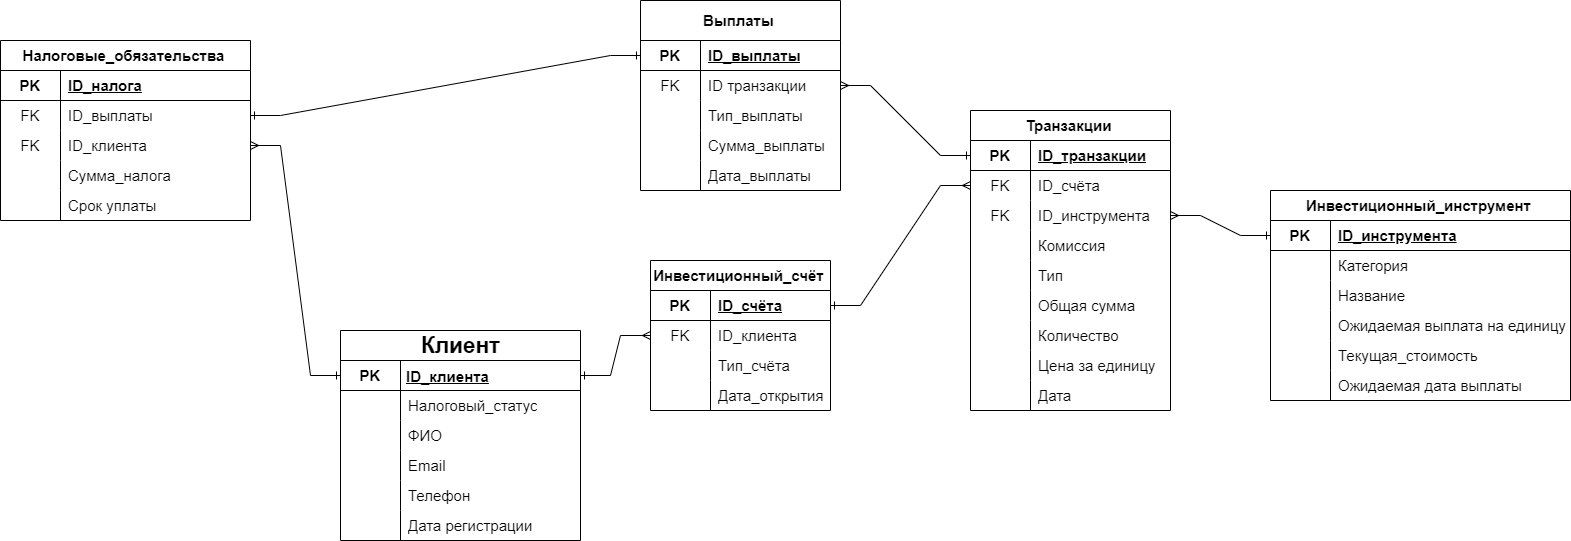 Налоговые_обязательства
PK ID_налога
FK ID_выплаты
FK ID_клиента
Сумма_налога
Срок уплаты
Выплаты
PK ID_выплаты
FK ID транзакции
Тип_выплаты
Сумма_выплаты
Дата_выплаты
Транзакции
PK ID_транзакции
FK ID_счёта
FK ID_инструмента
Комиссия
Тип
Общая сумма
Количество
Цена за единицу
Дата
Инвестиционный_инструмент
PK ID_инструмента
Категория
Название
Ожидаемая выплата на единицу
Текущая_стоимость
Ожидаемая дата выплаты
Инвестиционный_счёт
PK ID_счёта
FK ID_клиента
Тип_счёта
Дата_открытия
Клиент
PK ID_клиента
Налоговый_статус
ФИО
Email
Телефон
Дата регистрации